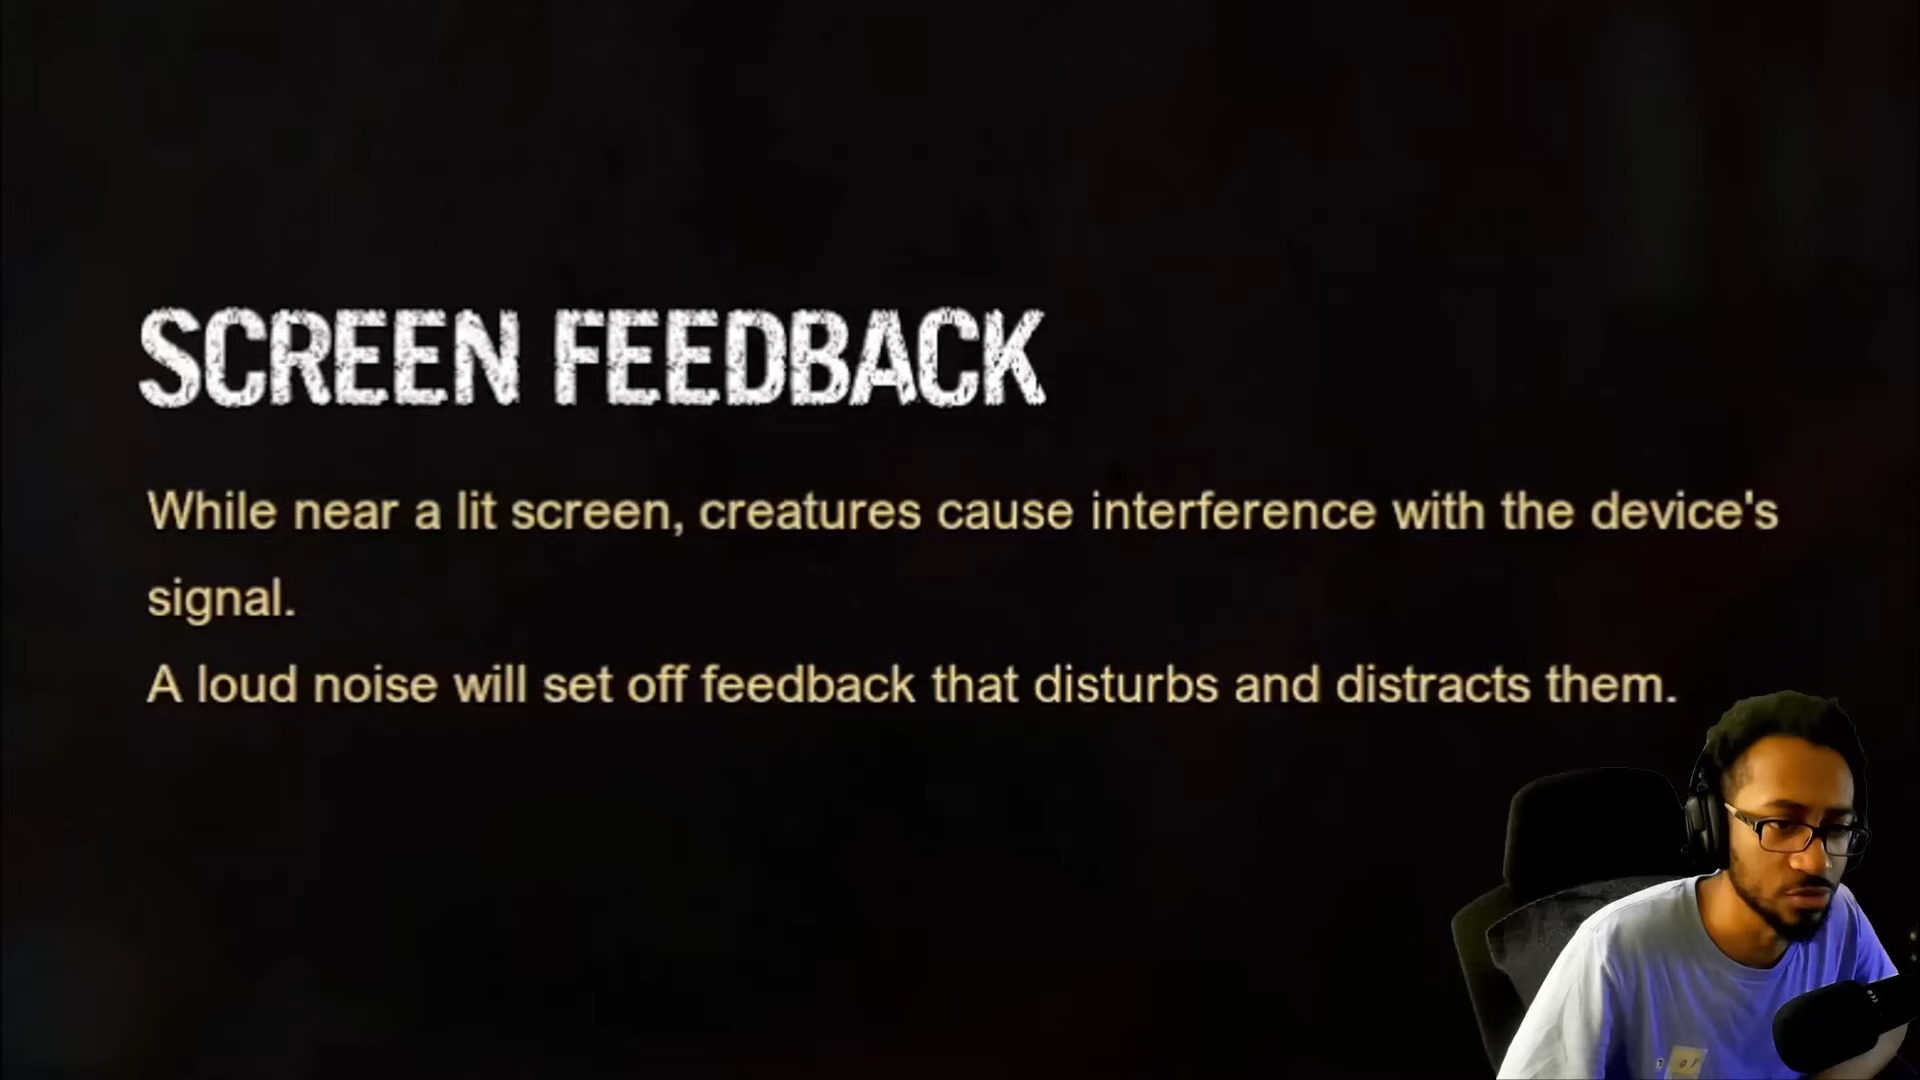 SCREEN FEEDBACK
While near a lit screen, creatures cause interference with the device's
signal.
A loud noise will set off feedback that disturbs and distracts them.